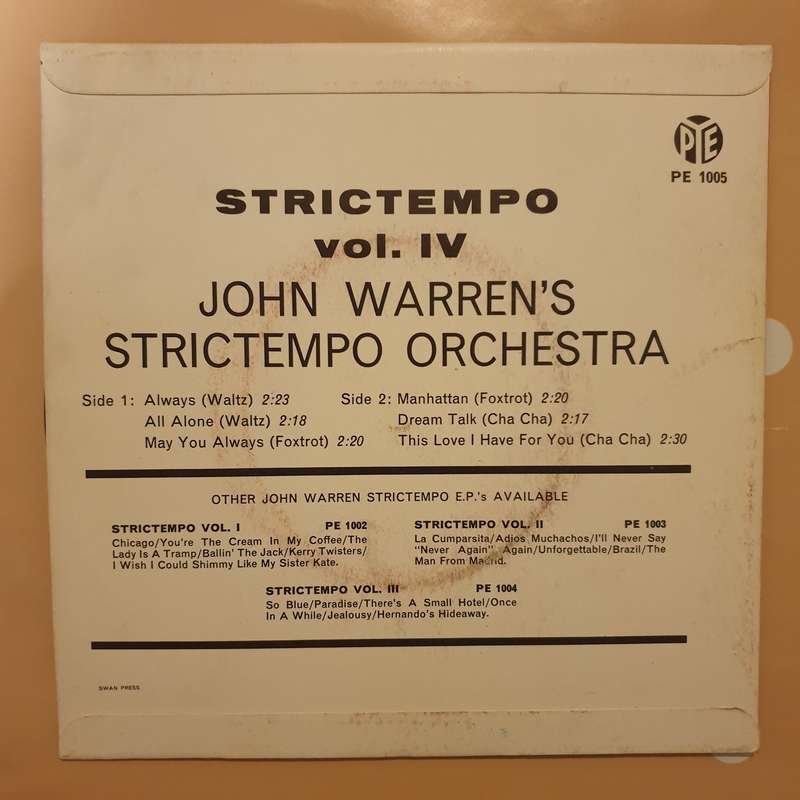 PYE
PE 1005
STRICTEMPO
vol. IV
JOHN WARREN'S
STRICTEMPO ORCHESTRA
Side 1: Always (Waltz) 2:23
All Alone (Waltz) 2:18
May You Always (Foxtrot) 2:20
Side 2: Manhattan (Foxtrot) 2:20
Dream Talk (Cha Cha) 2:17
This Love I Have For You (Cha Cha) 2:30
OTHER JOHN WARREN STRICTEMPO E.P.'s AVAILABLE
STRICTEMPO VOL. I PE 1002
Chicago/You're The Cream In My Coffee/The
Lady Is A Tramp/Ballin' The Jack/Kerry Twisters/
I Wish I Could Shimmy Like My Sister Kate.
STRICTEMPO VOL. II PE 1003
La Cumparsita/Adios Muchachos/I'll Never Say
"Never Again" Again/Unforgettable/Brazil/The
Man From Madrid.
STRICTEMPO VOL. III PE 1004
So Blue/Paradise/There's A Small Hotel/Once
In A While/Jealousy/Hernando's Hideaway.
SWAN PRESS